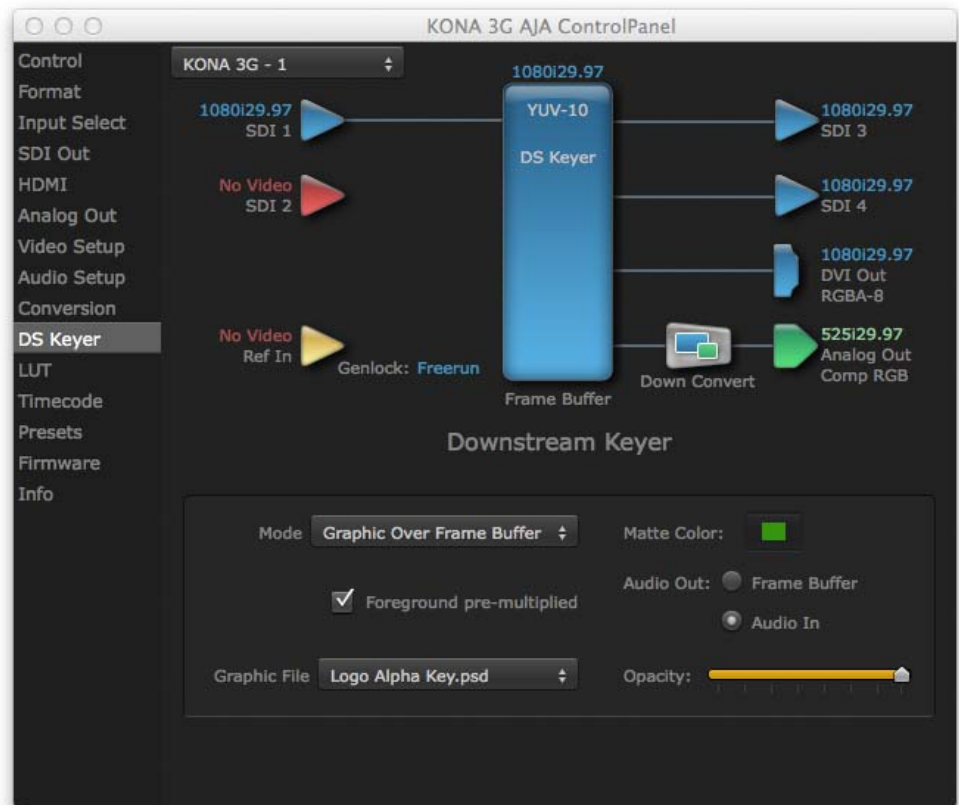 KONA 3G AJA ControlPanel
Control
Format
Input Select
SDI Out
HDMI
Analog Out
Video Setup
Audio Setup
Conversion
DS Keyer
LUT
Timecode
Presets
Firmware
Info
KONA 3G - 1
1080i29.97
SDI 1
No Video
SDI 2
No Video
Ref In
Genlock: Freerun
1080i29.97
YUV-10
DS Keyer
Frame Buffer
1080i29.97
SDI 3
1080i29.97
SDI 4
1080i29.97
DVI Out
RGBA-8
Down Convert
525i29.97
Analog Out
Comp RGB
Downstream Keyer
Mode Graphic Over Frame Buffer
Matte Color:
Foreground pre-multiplied
Audio Out: Frame Buffer
Audio In
Graphic File Logo Alpha Key.psd
Opacity: